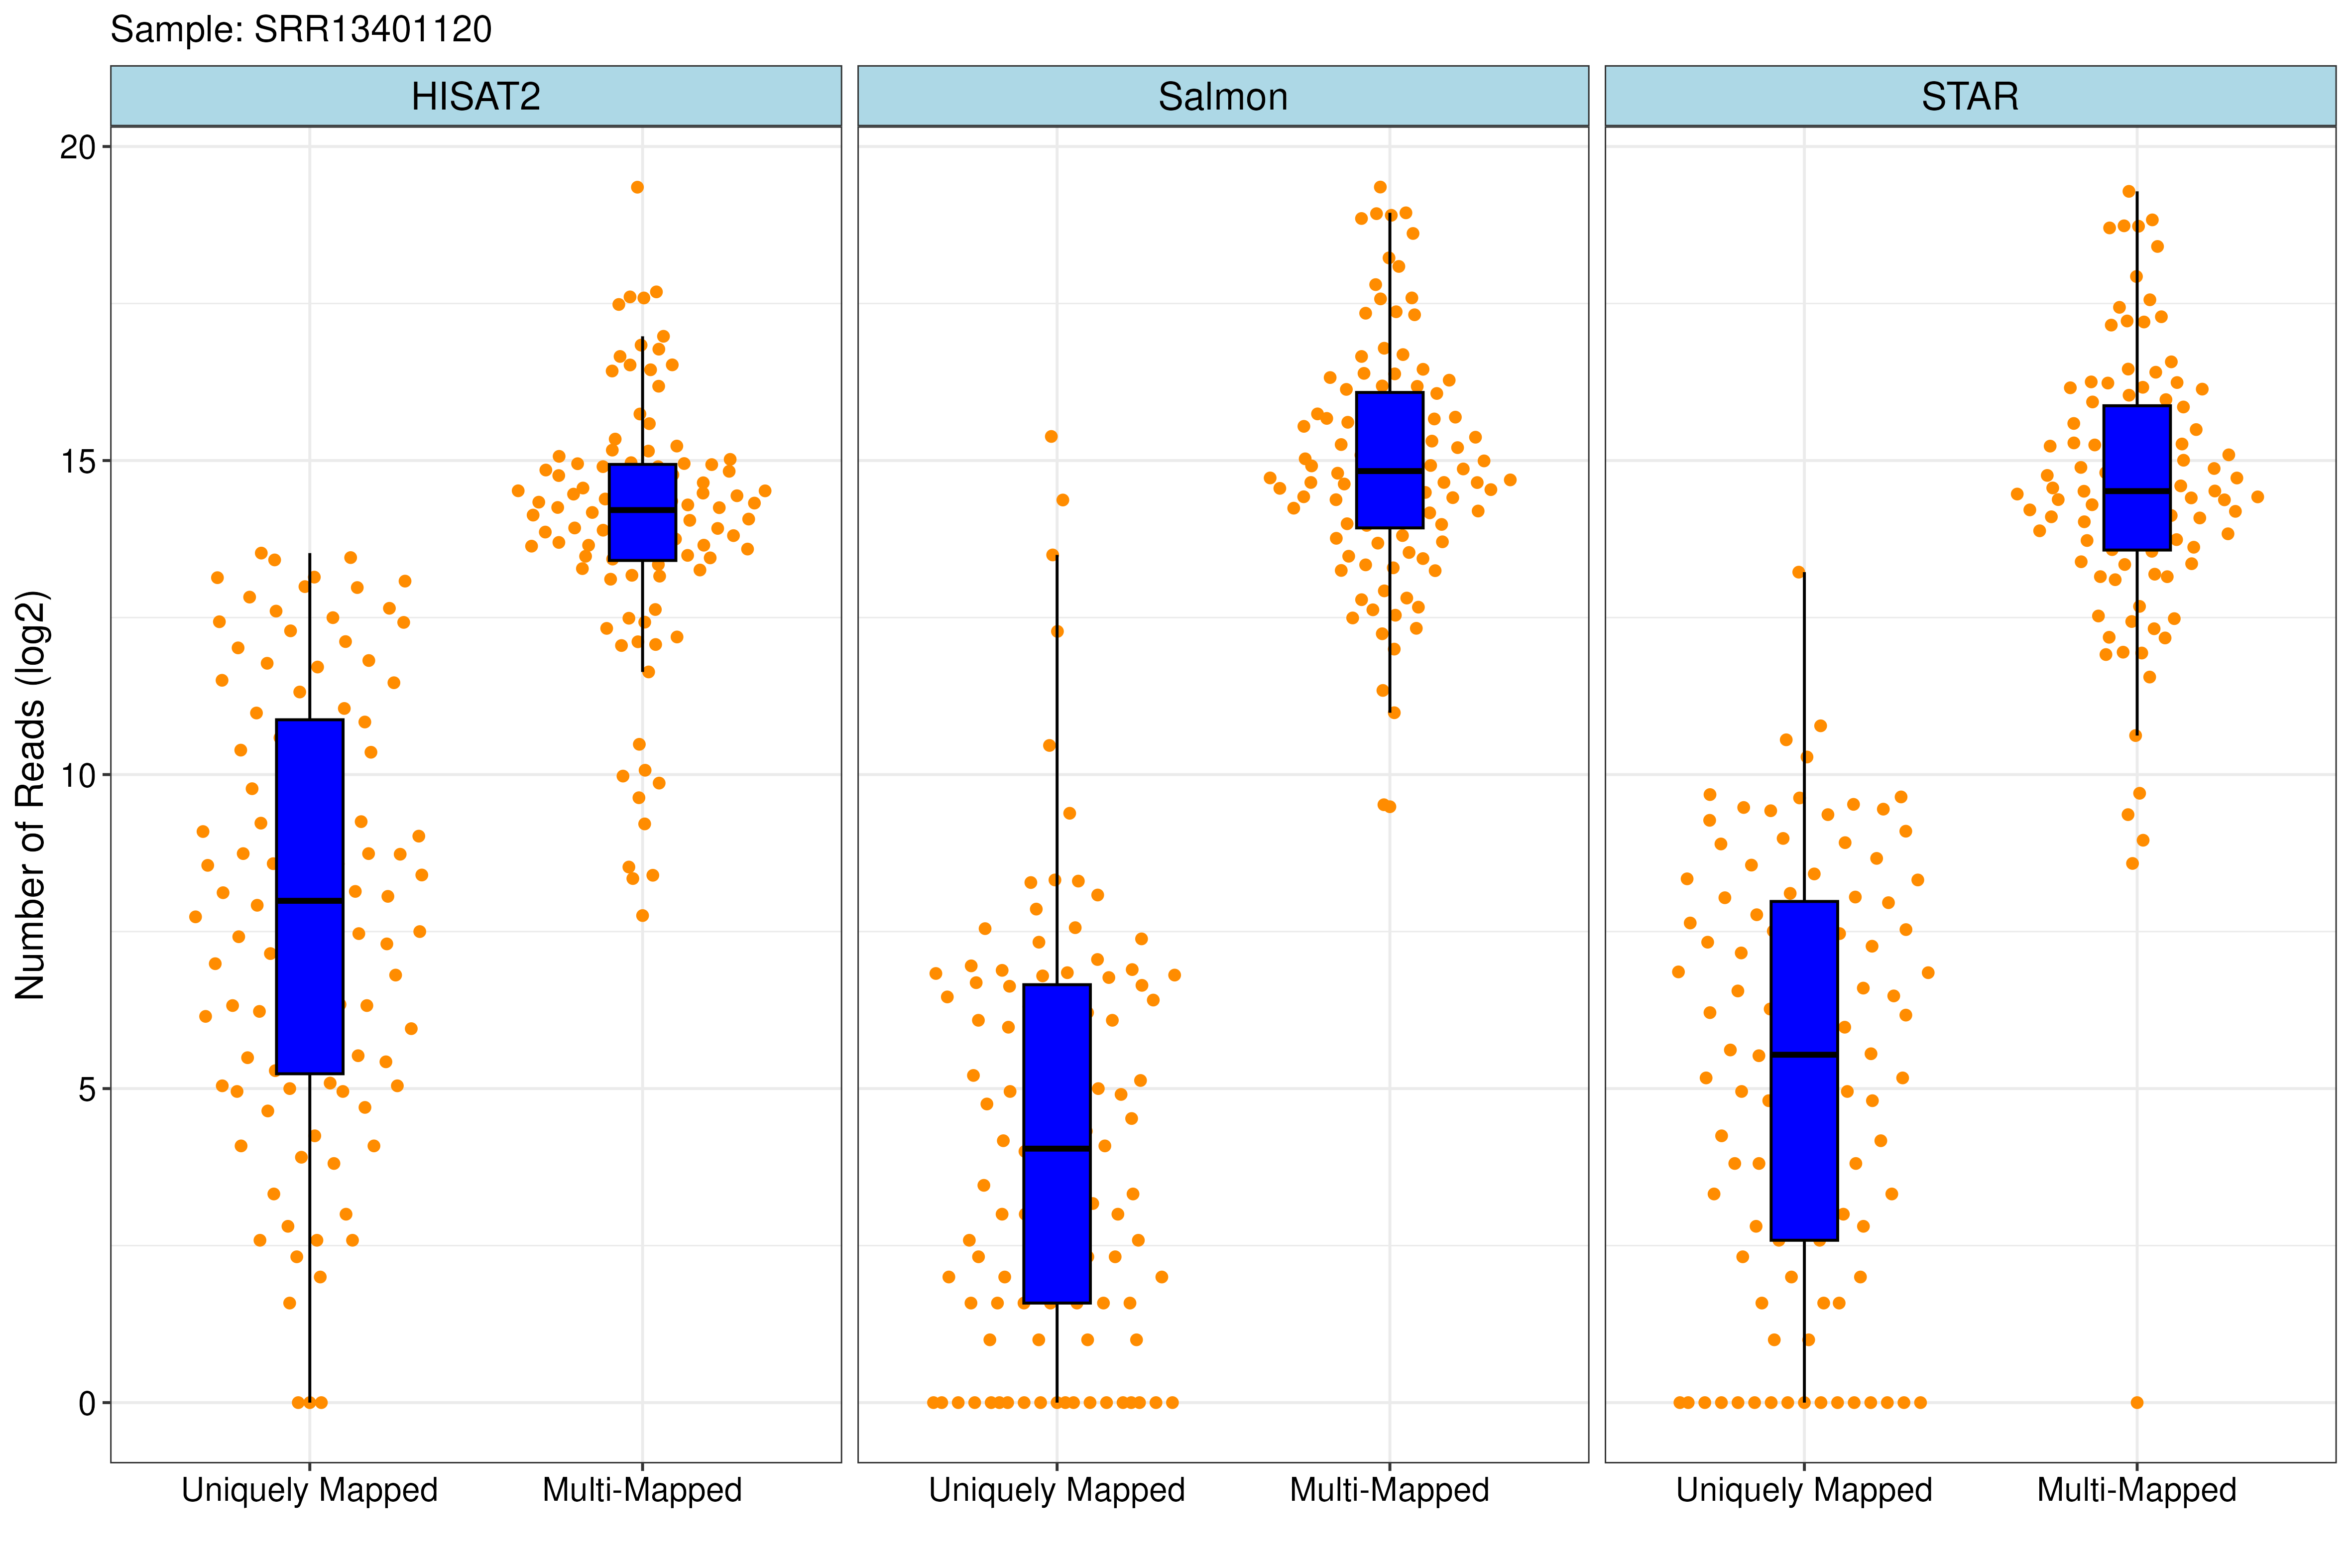 Sample: SRR13401120
HISAT2
Salmon
STAR
Number of Reads (log2)
20
15
10
5
0
Uniquely Mapped
Multi-Mapped
Uniquely Mapped
Multi-Mapped
Uniquely Mapped
Multi-Mapped